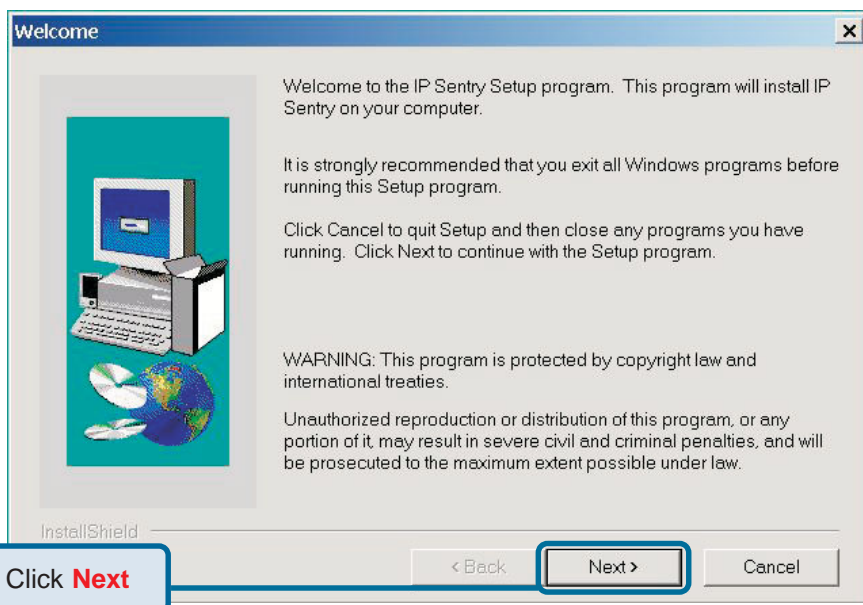 Welcome
Welcome to the IP Sentry Setup program. This program will install IP
Sentry on your computer.
It is strongly recommended that you exit all Windows programs before
running this Setup program.
Click Cancel to quit Setup and then close any programs you have
running. Click Next to continue with the Setup program.
WARNING: This program is protected by copyright law and
international treaties.
Unauthorized reproduction or distribution of this program, or any
portion of it, may result in severe civil and criminal penalties, and will
be prosecuted to the maximum extent possible under law.
InstallShield
< Back Next > Cancel
Click Next